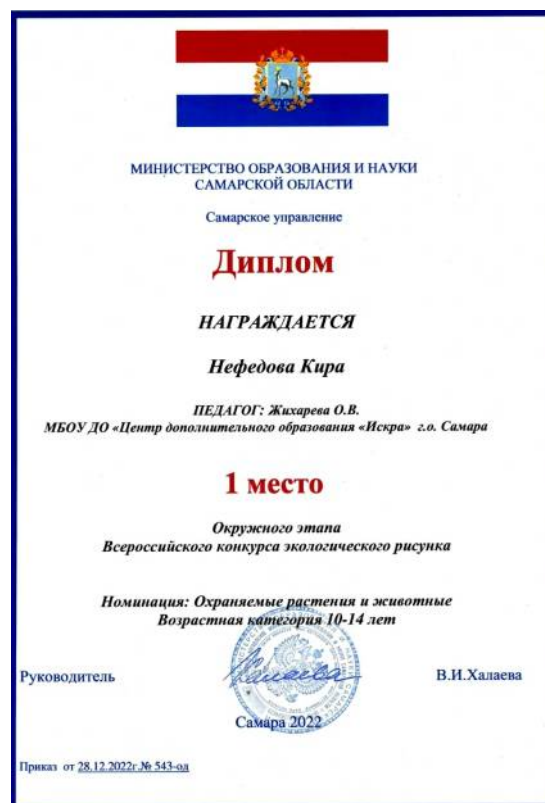 МИНИСТЕРСТВО ОБРАЗОВАНИЯ И НАУКИ
САМАРСКОЙ ОБЛАСТИ
Самарское управление
Диплом
НАГРАЖДАЕТСЯ
Нефедова Кира
ПЕДАГОГ: Жихарева О.В.
МБОУ ДО «Центр дополнительного образования «Искра» г.о. Самара
1 место
Окружного этапа
Всероссийского конкурса экологического рисунка
Номинация: Охраняемые растения и животные
Возрастная категория 10-14 лет
Руководитель
В.И.Халаева
Самара 2022
Приказ от 28.12.2022г.№ 543-од